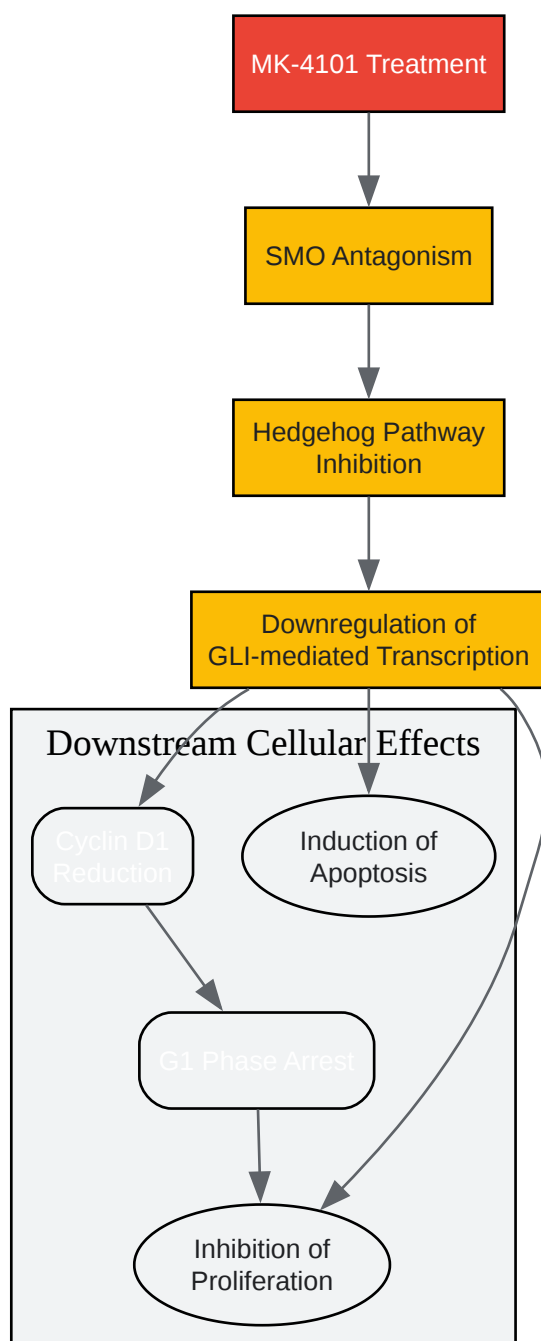 MK-4101 Treatment
SMO Antagonism
Hedgehog Pathway
Inhibition
Downregulation of
GLI-mediated Transcription
Downstream Cellular Effects
Cyclin D1
Reduction
Induction of
Apoptosis
G1 Phase Arrest
Inhibition of
Proliferation